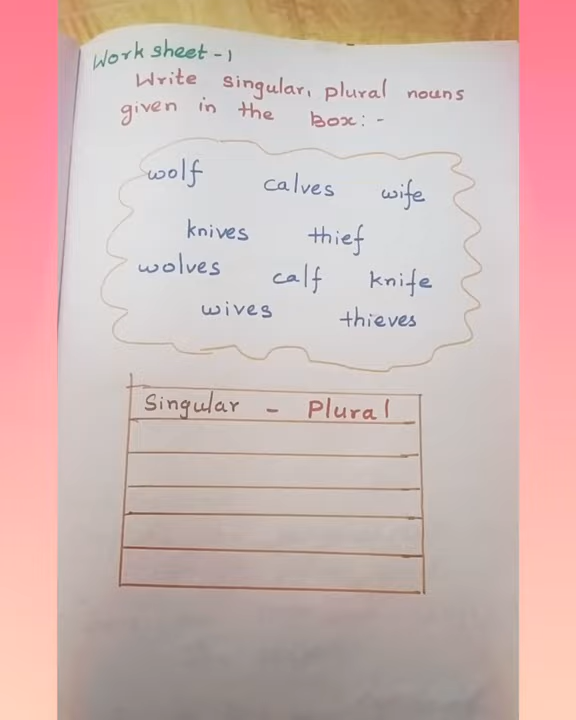 Work sheet - 1
Write singular, plural nouns
given in the Box: -
wolf calves wife
knives thief
wolves calf knife
wives thieves
Singular - Plural